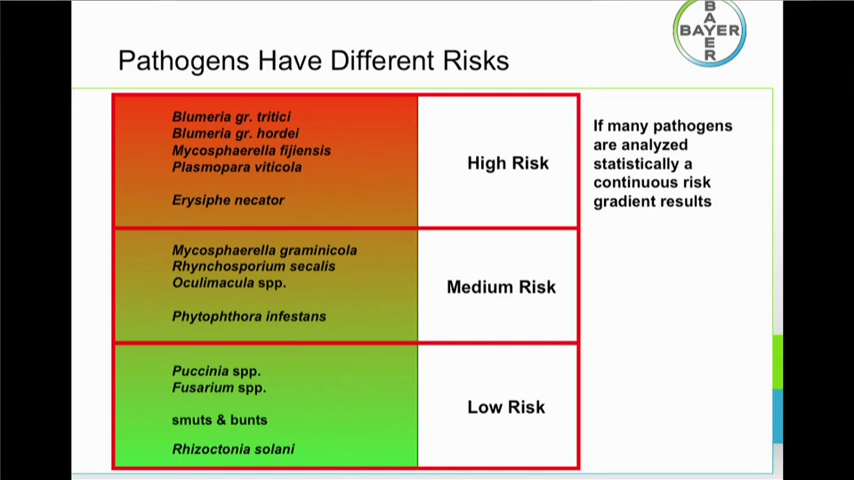 BAYER
BAYER
Pathogens Have Different Risks
Blumeria gr. tritici
Blumeria gr. hordei
Mycosphaerella fijiensis
Plasmopara viticola
Erysiphe necator
High Risk
If many pathogens
are analyzed
statistically a
continuous risk
gradient results
Mycosphaerella graminicola
Rhynchosporium secalis
Oculimacula spp.
Phytophthora infestans
Medium Risk
Puccinia spp.
Fusarium spp.
smuts & bunts
Rhizoctonia solani
Low Risk